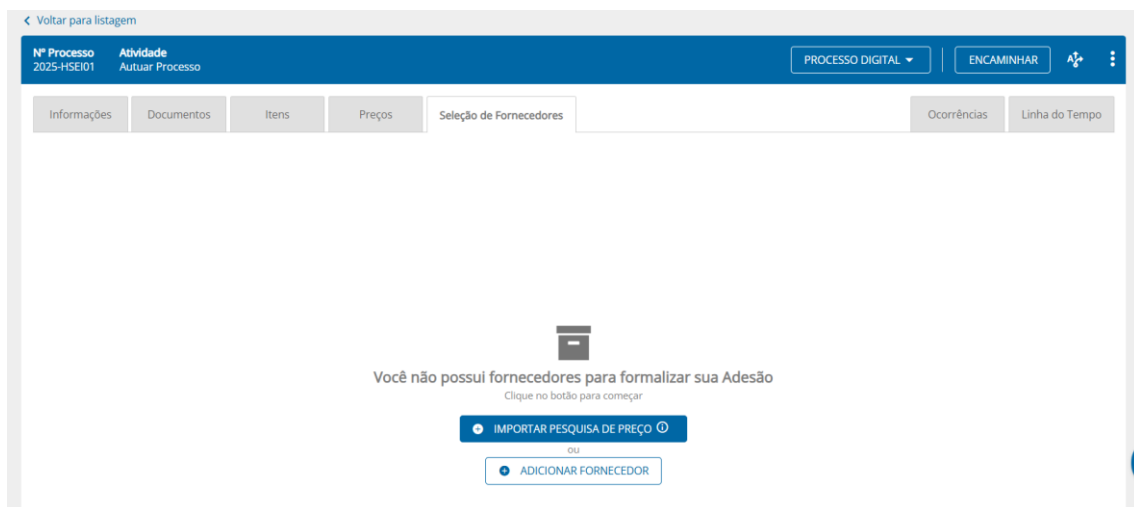 Voltar para listagem
Nº Processo Atividade
2025-HSEI01 Autuar Processo
PROCESSO DIGITAL
ENCAMINHAR
Informações Documentos Itens Preços Seleção de Fornecedores Ocorrências Linha do Tempo
Você não possui fornecedores para formalizar sua Adesão
Clique no botão para começar
IMPORTAR PESQUISA DE PREÇO
ou
ADICIONAR FORNECEDOR